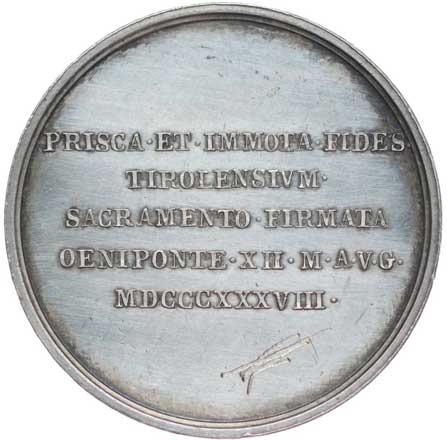 PRISCA·ET·IMMOTA·FIDES·
TIROLENSIVM·
SACRAMENTO·FIRMATA
OENIPONTE·XII·M·AVG·
MDCCCXXXVIII·